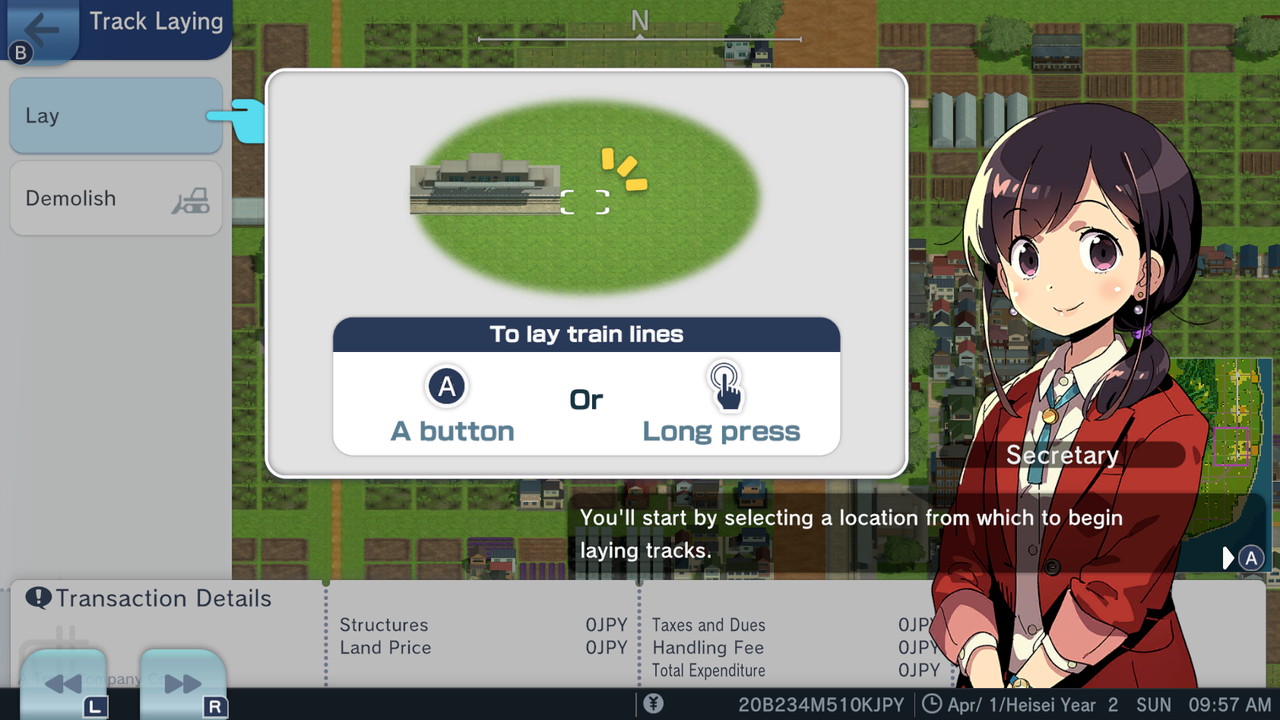 B
Track Laying
N
Lay
Demolish
To lay train lines
A
Or
A button
Long press
Secretary
You'll start by selecting a location from which to begin
laying tracks.
A
Transaction Details
Structures 0JPY
Land Price 0JPY
Taxes and Dues 0JPY
Handling Fee 0JPY
Total Expenditure 0JPY
L
R
¥ 20B234M510KJPY
Apr/ 1/Heisei Year 2 SUN 09:57 AM